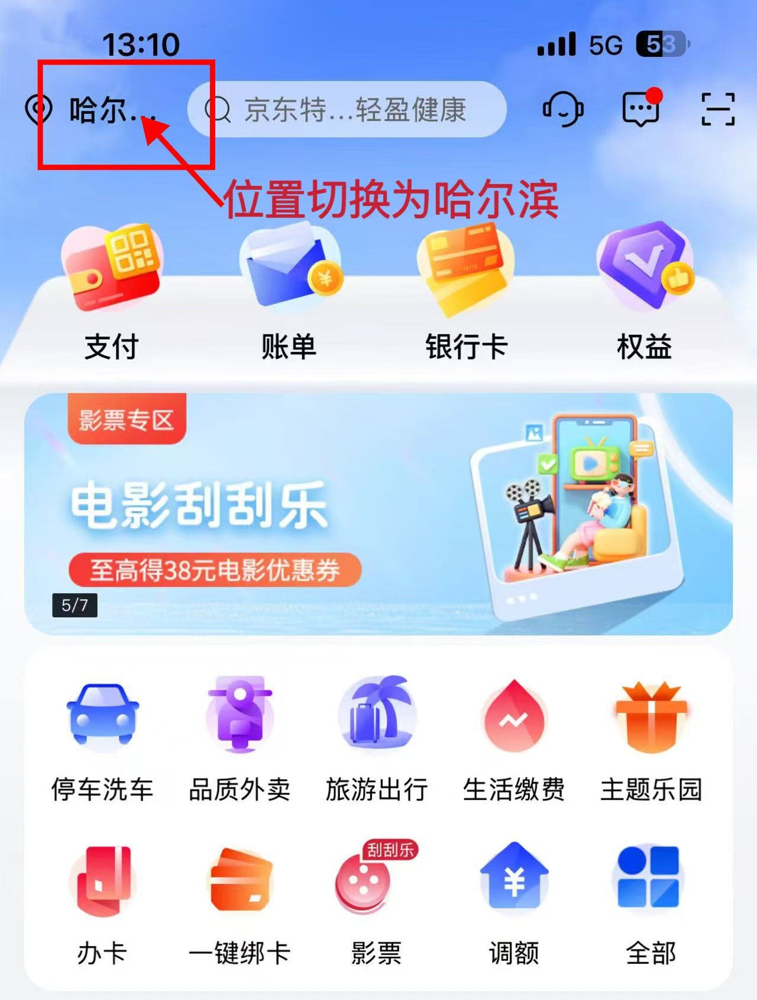 13:10
5G
53
哈尔...
京东特...轻盈健康
位置切换为哈尔滨
支付
账单
银行卡
权益
影票专区
电影刮刮乐
至高得38元电影优惠券
5/7
停车洗车
品质外卖
旅游出行
生活缴费
主题乐园
刮刮乐
办卡
一键绑卡
影票
调额
全部